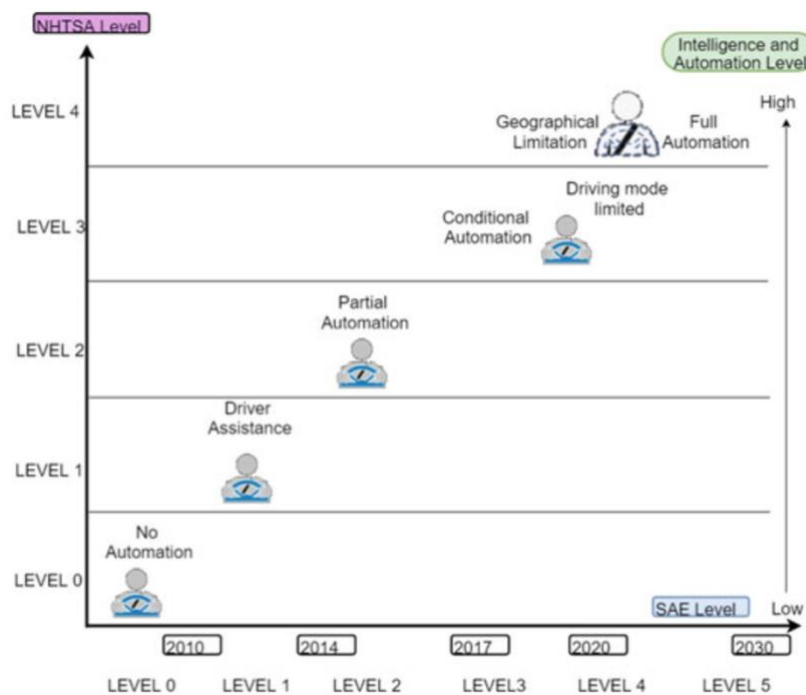 NHTSA Level
Intelligence and
Automation Level
High
LEVEL 4
Geographical
Limitation
Full
Automation
LEVEL 3
Conditional
Automation
Driving mode
limited
LEVEL 2
Partial
Automation
LEVEL 1
Driver
Assistance
LEVEL 0
No
Automation
SAE Level
Low
2010
2014
2017
2020
2030
LEVEL 0
LEVEL 1
LEVEL 2
LEVEL3
LEVEL 4
LEVEL 5